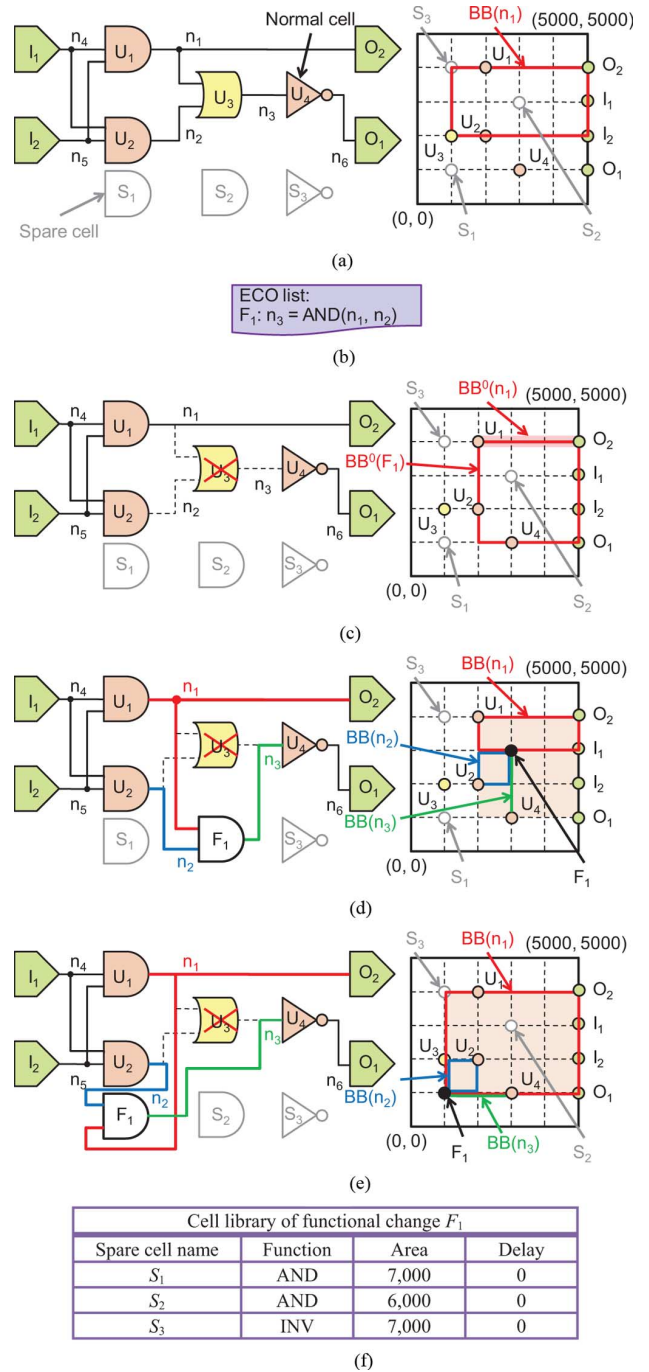 I₁ n₄ U₁ n₁ O₂
Normal cell
U₃ n₃ U₄
I₂ n₅ U₂ n₂ n₆ O₁
S₁ S₂ S₃
Spare cell
S₃ BB(n₁) (5000, 5000)
U₁ O₂
I₁
U₂ I₂
U₃ U₄ O₁
(0, 0) S₁ S₂
(a)
ECO list:
F₁: n₃ = AND(n₁, n₂)
(b)
I₁ n₄ U₁ n₁ O₂
U₃ n₃ U₄
I₂ n₅ U₂ n₂ n₆ O₁
S₁ S₂ S₃
BB⁰(n₁)
S₃ (5000, 5000)
U₁ O₂
BB⁰(F₁) I₁
U₂ I₂
U₃ U₄ O₁
(0, 0) S₁ S₂
(c)
I₁ n₄ U₁ n₁ O₂
U₃ n₃ U₄
I₂ n₅ U₂ n₆ O₁
S₁ n₂ F₁ S₃
S₃ BB(n₁) (5000, 5000)
U₁ O₂
BB(n₂) I₁
U₂ I₂
BB(n₃) U₃ U₄ O₁
(0, 0) S₁ F₁
(d)
I₁ n₄ U₁ n₁ O₂
U₃ n₃ U₄
I₂ n₅ U₂ n₂ n₆ O₁
F₁ S₂ S₃
S₃ BB(n₁) (5000, 5000)
U₁ O₂
I₁
U₃ U₂ I₂
BB(n₂) U₄ O₁
(0, 0) F₁ BB(n₃) S₂
(e)
Cell library of functional change F₁
Spare cell name Function Area Delay
S₁ AND 7,000 0
S₂ AND 6,000 0
S₃ INV 7,000 0
(f)